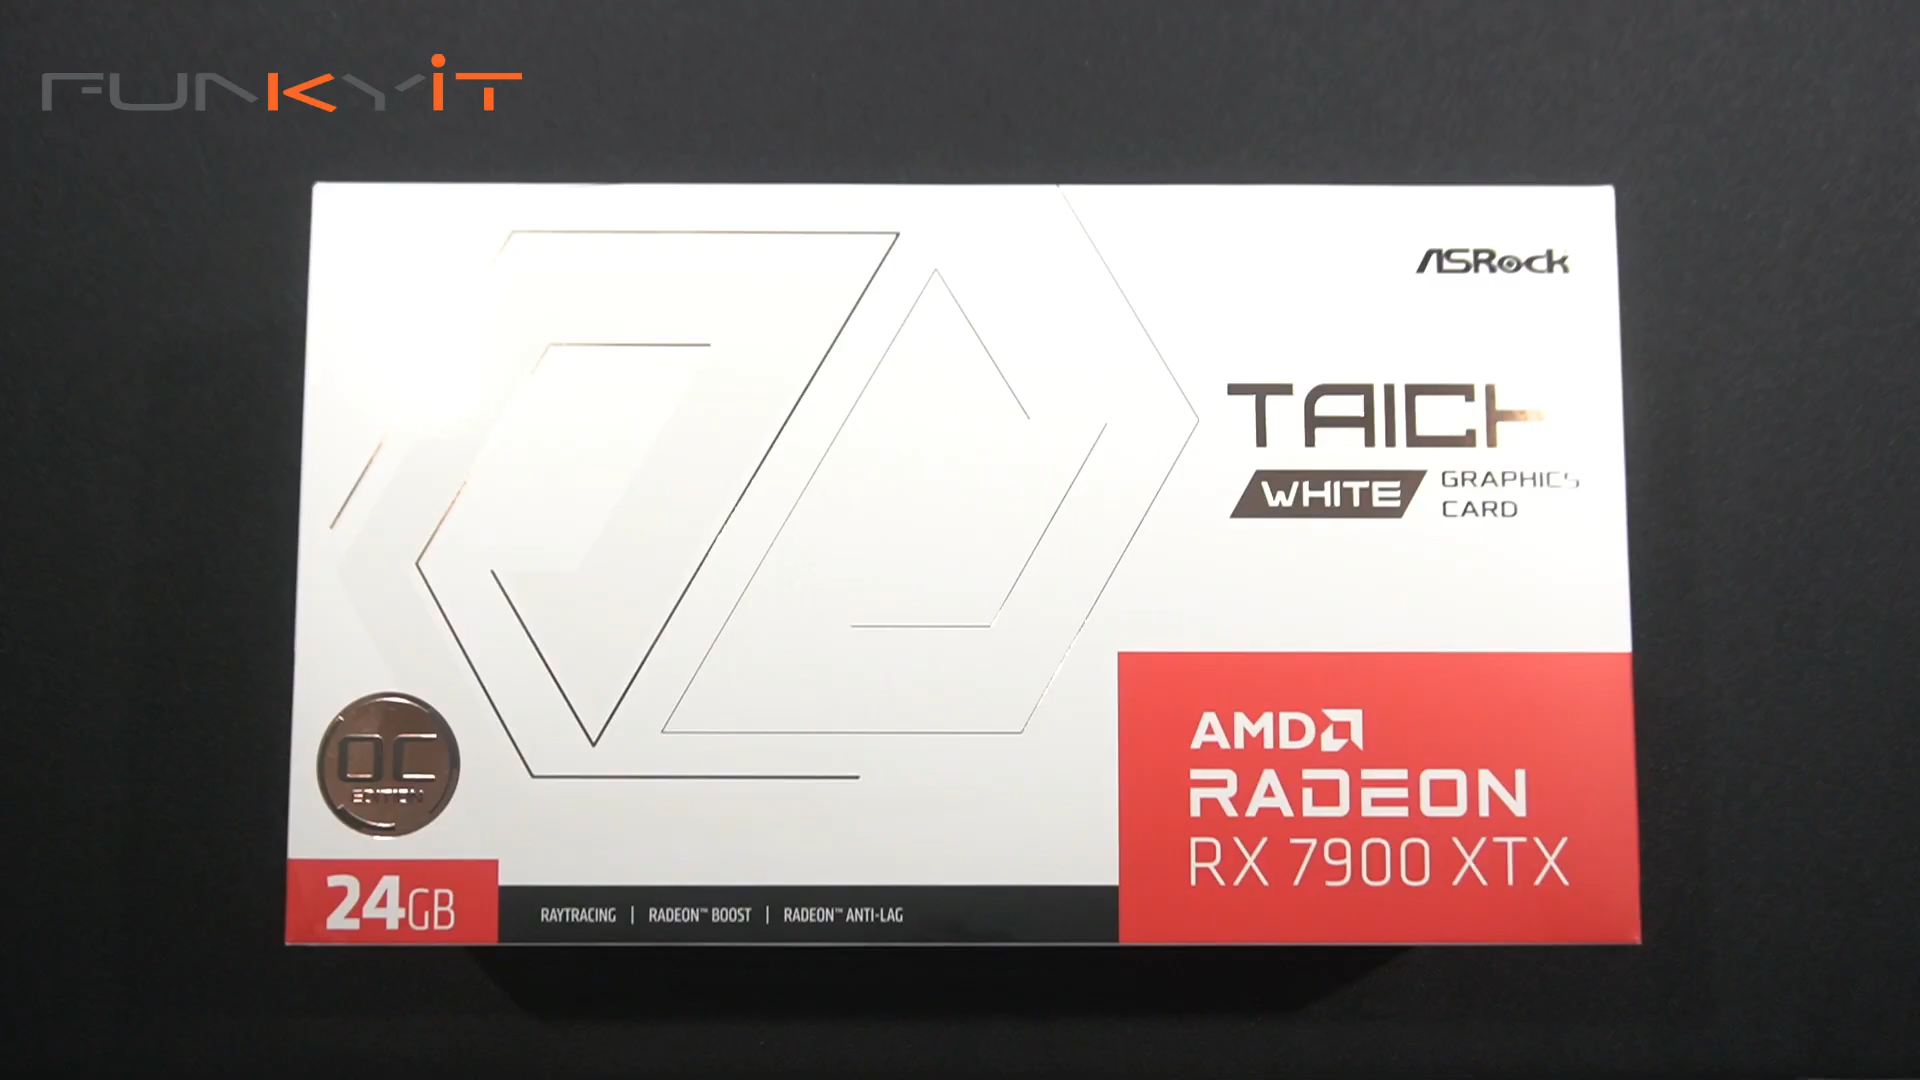 FUNKYiT
ASRock
TAICHI
WHITE
GRAPHICS
CARD
OC
EDITION
AMD
RADEON
RX 7900 XTX
24GB
RAYTRACING | RADEON™ BOOST | RADEON™ ANTI-LAG